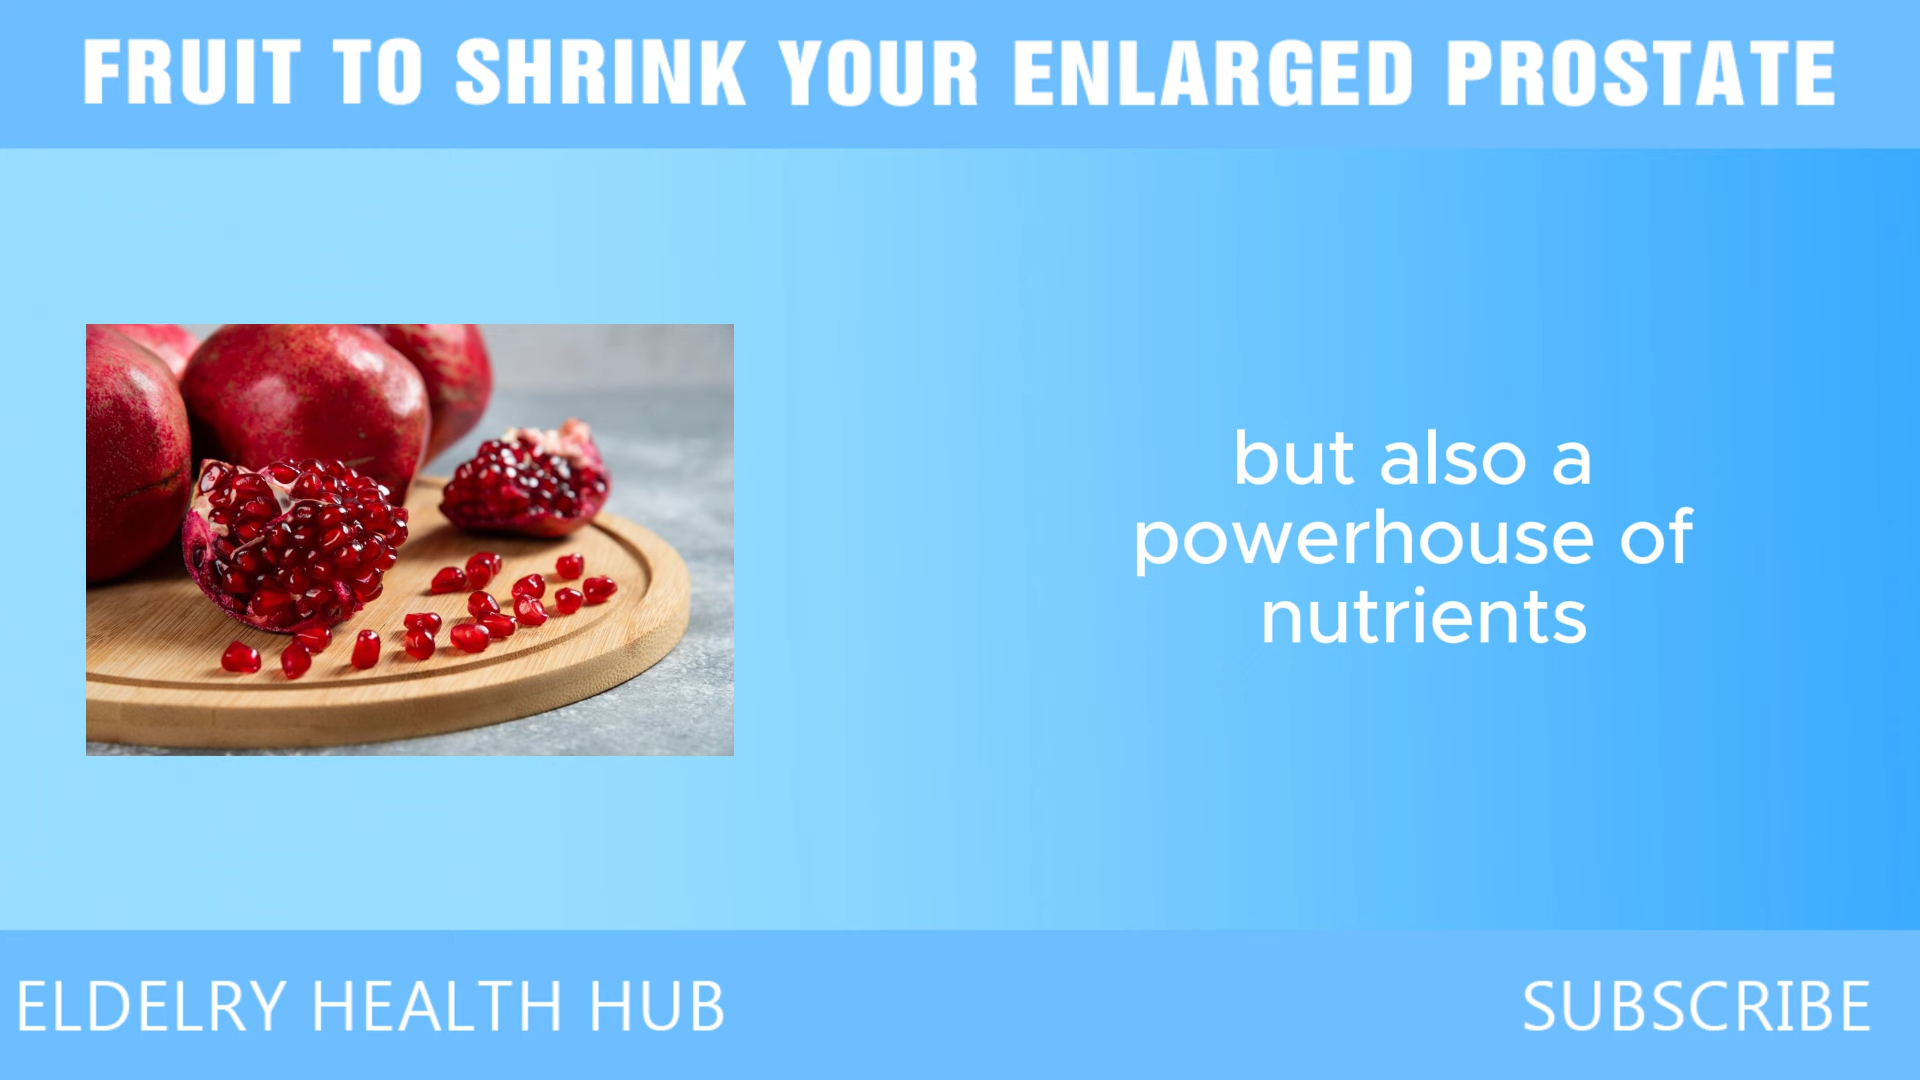 FRUIT TO SHRINK YOUR ENLARGED PROSTATE
but also a
powerhouse of
nutrients
ELDELRY HEALTH HUB
SUBSCRIBE